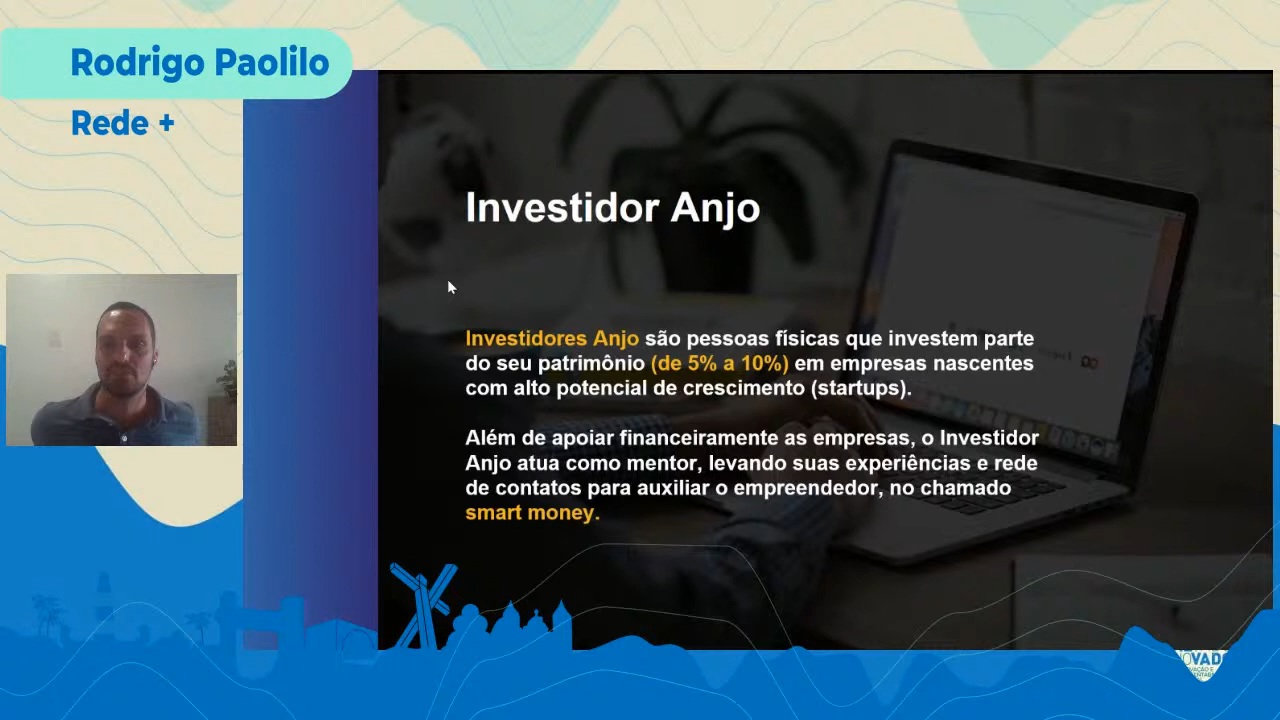 Rodrigo Paolilo
Rede +
Investidor Anjo
Investidores Anjo são pessoas físicas que investem parte
do seu patrimônio (de 5% a 10%) em empresas nascentes
com alto potencial de crescimento (startups).
Além de apoiar financeiramente as empresas, o Investidor
Anjo atua como mentor, levando suas experiências e rede
de contatos para auxiliar o empreendedor, no chamado
smart money.